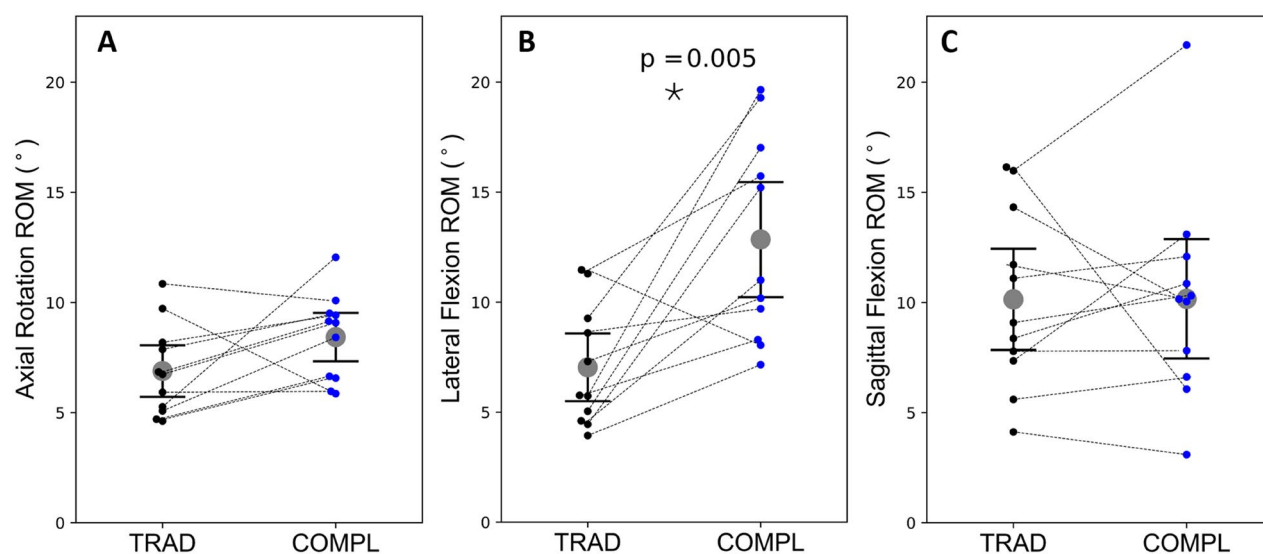 A
Axial Rotation ROM ( ° )
20
15
10
5
0
TRAD COMPL
B
p = 0.005
*
Lateral Flexion ROM ( ° )
20
15
10
5
0
TRAD COMPL
C
Sagittal Flexion ROM ( ° )
20
15
10
5
0
TRAD COMPL